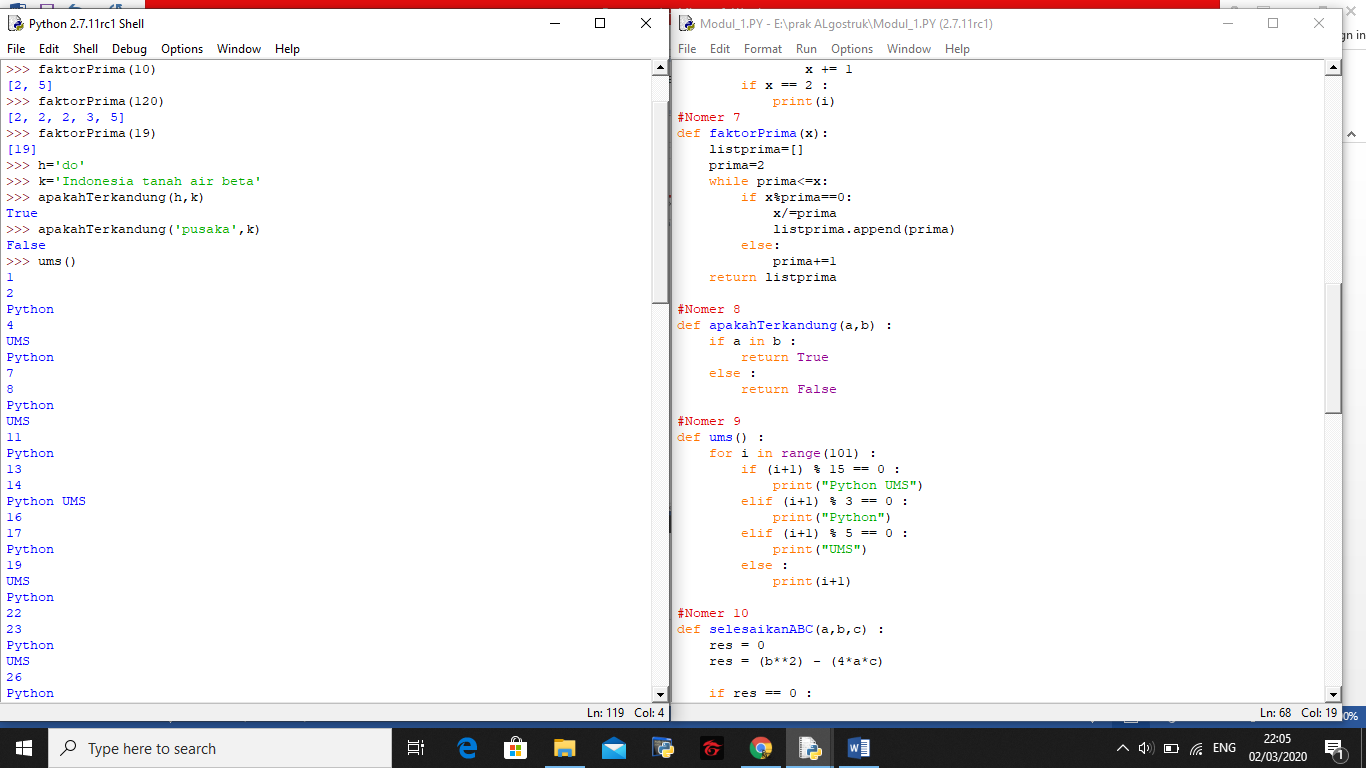 Python 2.7.11rc1 Shell
File Edit Shell Debug Options Window Help
>>> faktorPrima(10)
[2, 5]
>>> faktorPrima(120)
[2, 2, 2, 3, 5]
>>> faktorPrima(19)
[19]
>>> h='do'
>>> k='Indonesia tanah air beta'
>>> apakahTerkandung(h,k)
True
>>> apakahTerkandung('pusaka',k)
False
>>> ums()
1
2
Python
4
UMS
Python
7
8
Python
UMS
11
Python
13
14
Python UMS
16
17
Python
19
UMS
Python
22
23
Python
UMS
26
Python
Ln: 119 Col: 4
Modul_1.PY - E:\prak ALgostruk\Modul_1.PY (2.7.11rc1)
File Edit Format Run Options Window Help
x += 1
if x == 2 :
print(i)
#Nomer 7
def faktorPrima(x):
listprima=[]
prima=2
while prima<=x:
if x%prima==0:
x/=prima
listprima.append(prima)
else:
prima+=1
return listprima
#Nomer 8
def apakahTerkandung(a,b) :
if a in b :
return True
else :
return False
#Nomer 9
def ums() :
for i in range(101) :
if (i+1) % 15 == 0 :
print("Python UMS")
elif (i+1) % 3 == 0 :
print("Python")
elif (i+1) % 5 == 0 :
print("UMS")
else :
print(i+1)
#Nomer 10
def selesaikanABC(a,b,c) :
res = 0
res = (b**2) - (4*a*c)
if res == 0 :
Ln: 68 Col: 19
gn in
0%
Type here to search
ENG
22:05
02/03/2020
1